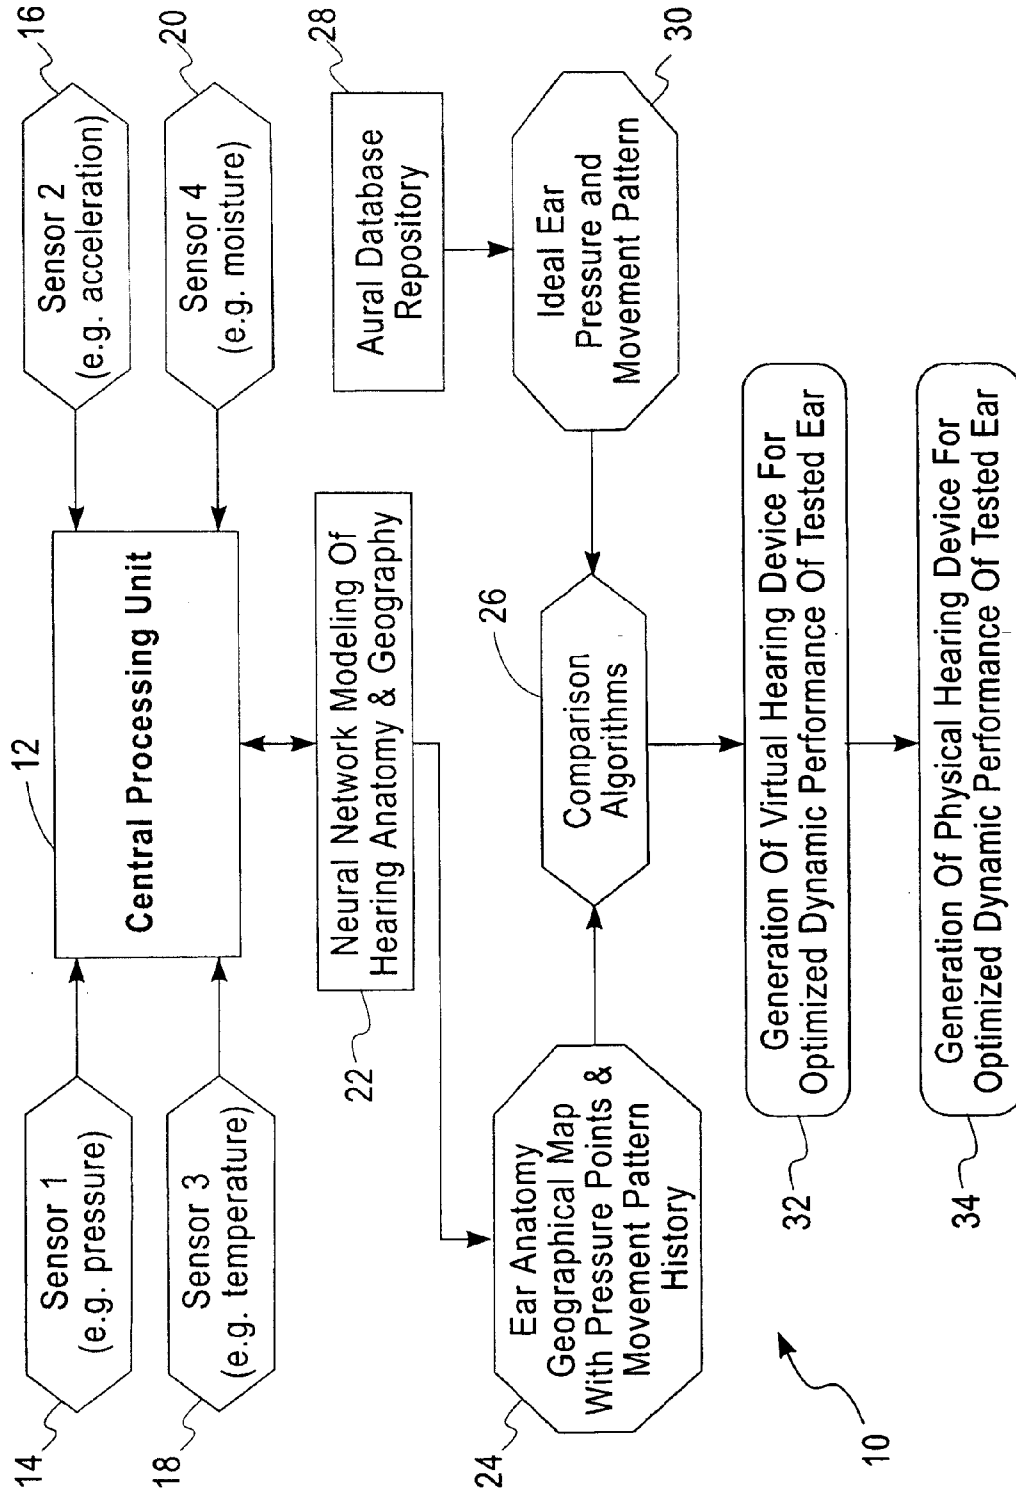 12
16
Sensor 2
(e.g. acceleration)
20
Sensor 4
(e.g. moisture)
Central Processing Unit
14
Sensor 1
(e.g. pressure)
18
Sensor 3
(e.g. temperature)
22
Neural Network Modeling Of
Hearing Anatomy & Geography
28
Aural Database
Repository
24
Ear Anatomy
Geographical Map
With Pressure Points &
Movement Pattern
History
26
Comparison
Algorithms
30
Ideal Ear
Pressure and
Movement Pattern
32
Generation Of Virtual Hearing Device For
Optimized Dynamic Performance Of Tested Ear
34
Generation Of Physical Hearing Device For
Optimized Dynamic Performance Of Tested Ear
10